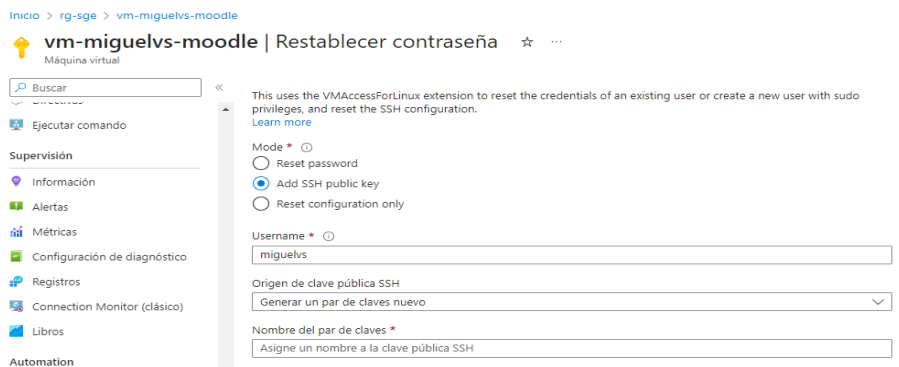 Inicio > rg-sge > vm-miguelvs-moodle
vm-miguelvs-moodle | Restablecer contraseña
Máquina virtual
Buscar
Directivas
Ejecutar comando
Supervisión
Información
Alertas
Métricas
Configuración de diagnóstico
Registros
Connection Monitor (clásico)
Libros
Automation
This uses the VMAccessForLinux extension to reset the credentials of an existing user or create a new user with sudo
privileges, and reset the SSH configuration.
Learn more
Mode *
Reset password
Add SSH public key
Reset configuration only
Username *
miguelvs
Origen de clave pública SSH
Generar un par de claves nuevo
Nombre del par de claves *
Asigne un nombre a la clave pública SSH